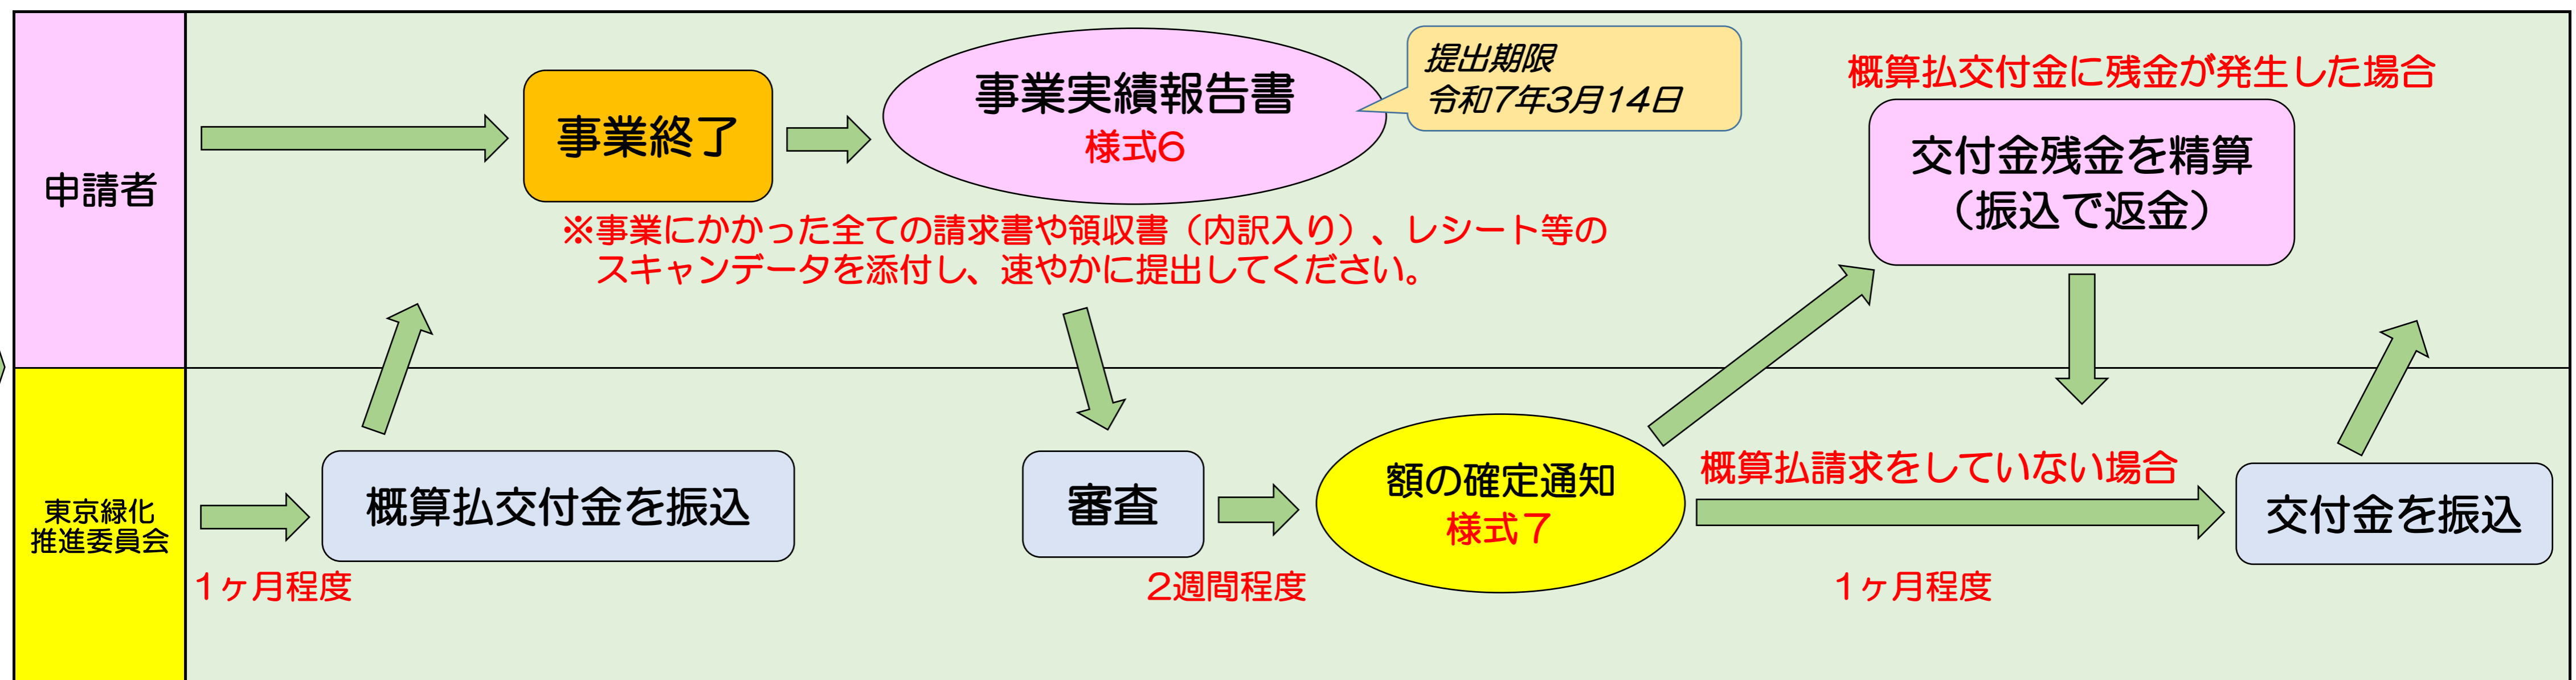 申請者
事業終了
事業実績報告書
様式6
提出期限
令和7年3月14日
※事業にかかった全ての請求書や領収書（内訳入り）、レシート等の
スキャンデータを添付し、速やかに提出してください。
概算払交付金に残金が発生した場合
交付金残金を精算
（振込で返金）
東京緑化
推進委員会
1ヶ月程度
概算払交付金を振込
審査
2週間程度
額の確定通知
様式７
概算払請求をしていない場合
1ヶ月程度
交付金を振込